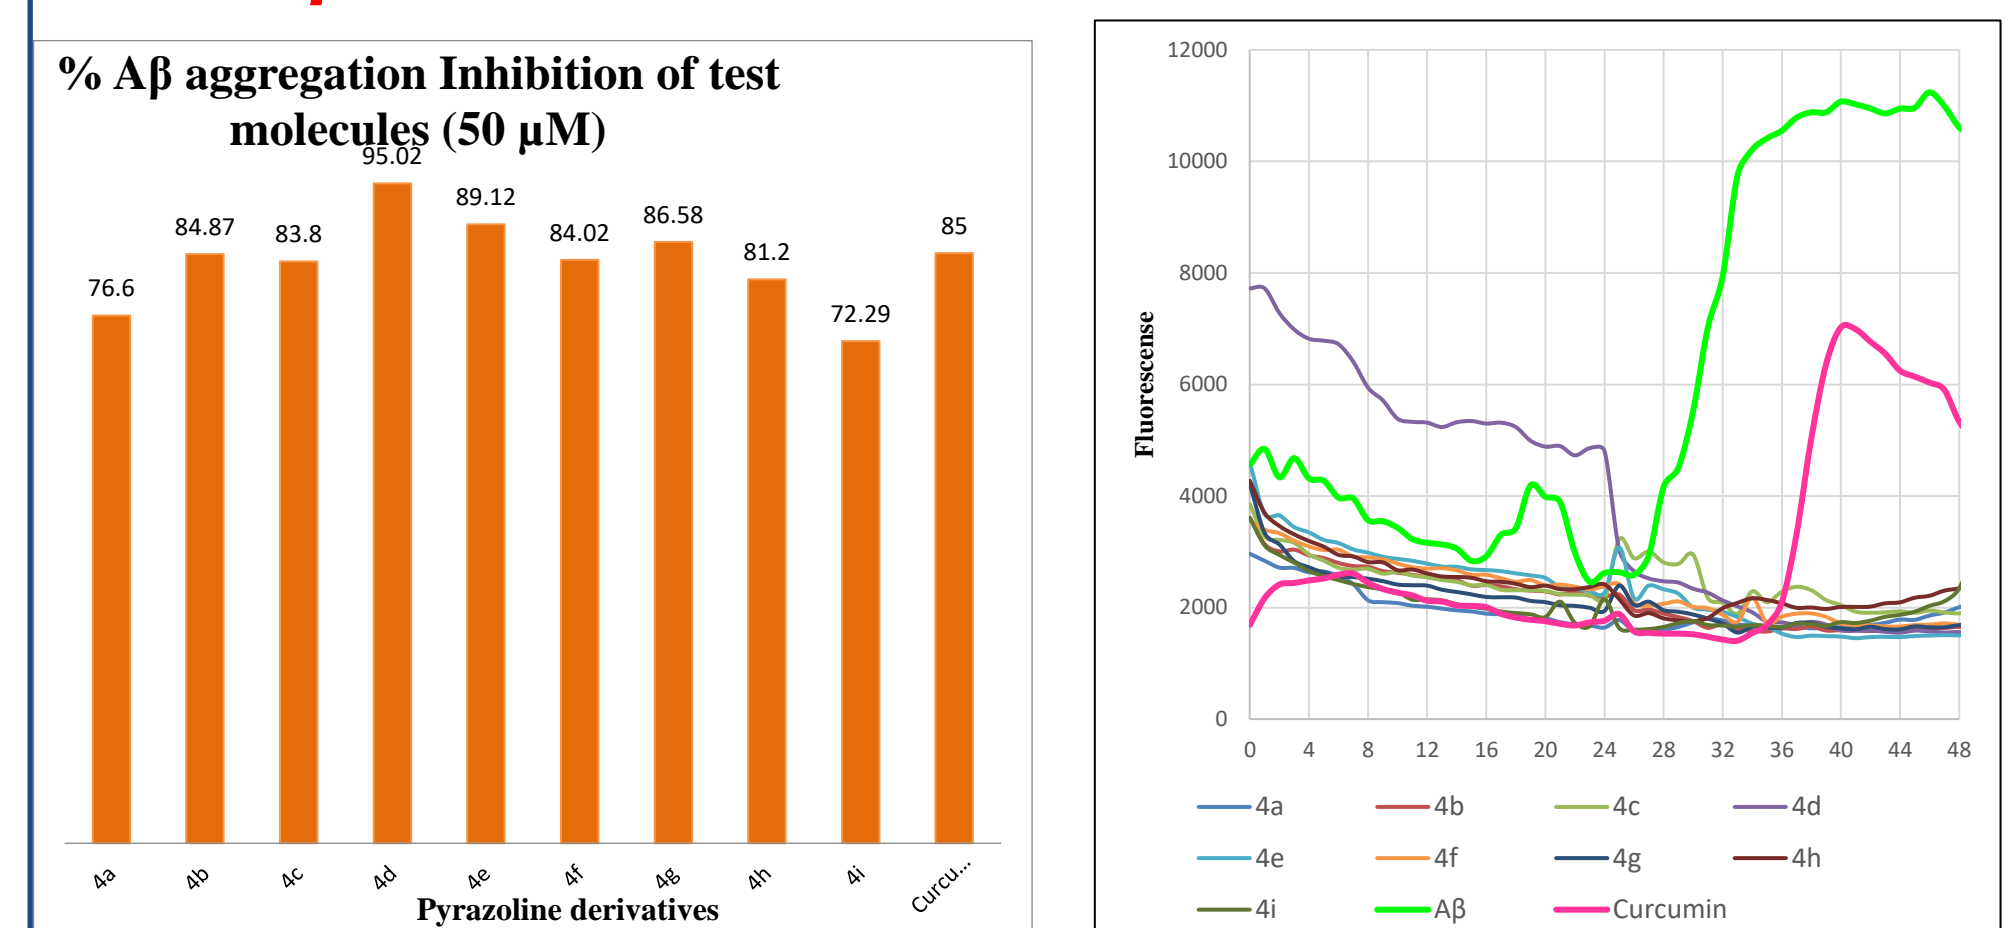 % Aβ aggregation Inhibition of test
molecules (50 µM)
95.02
89.12
86.58
84.87
83.8
84.02
81.2
85
76.6
72.29
4a
4b
4c
4d
4e
4f
4g
4h
4i
Curcu...
Pyrazoline derivatives
12000
10000
8000
6000
4000
2000
0
Fluorescense
0 4 8 12 16 20 24 28 32 36 40 44 48
4a 4b 4c 4d
4e 4f 4g 4h
4i Aβ Curcumin